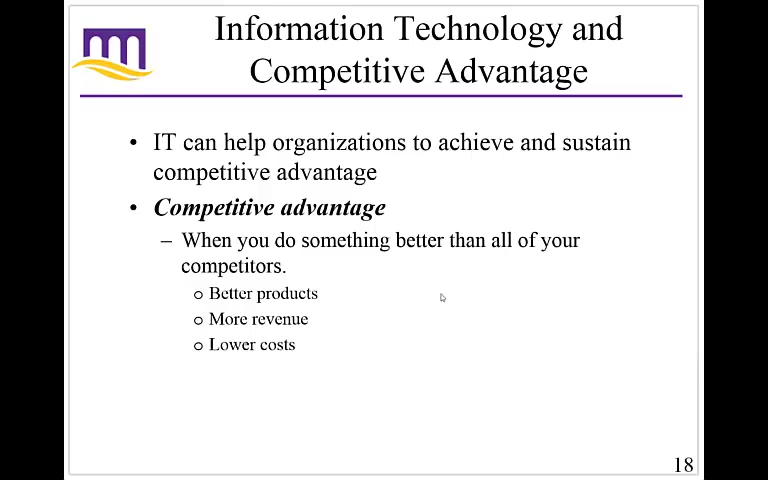 Information Technology and
Competitive Advantage
• IT can help organizations to achieve and sustain
competitive advantage
• Competitive advantage
– When you do something better than all of your
competitors.
o Better products
o More revenue
o Lower costs
18